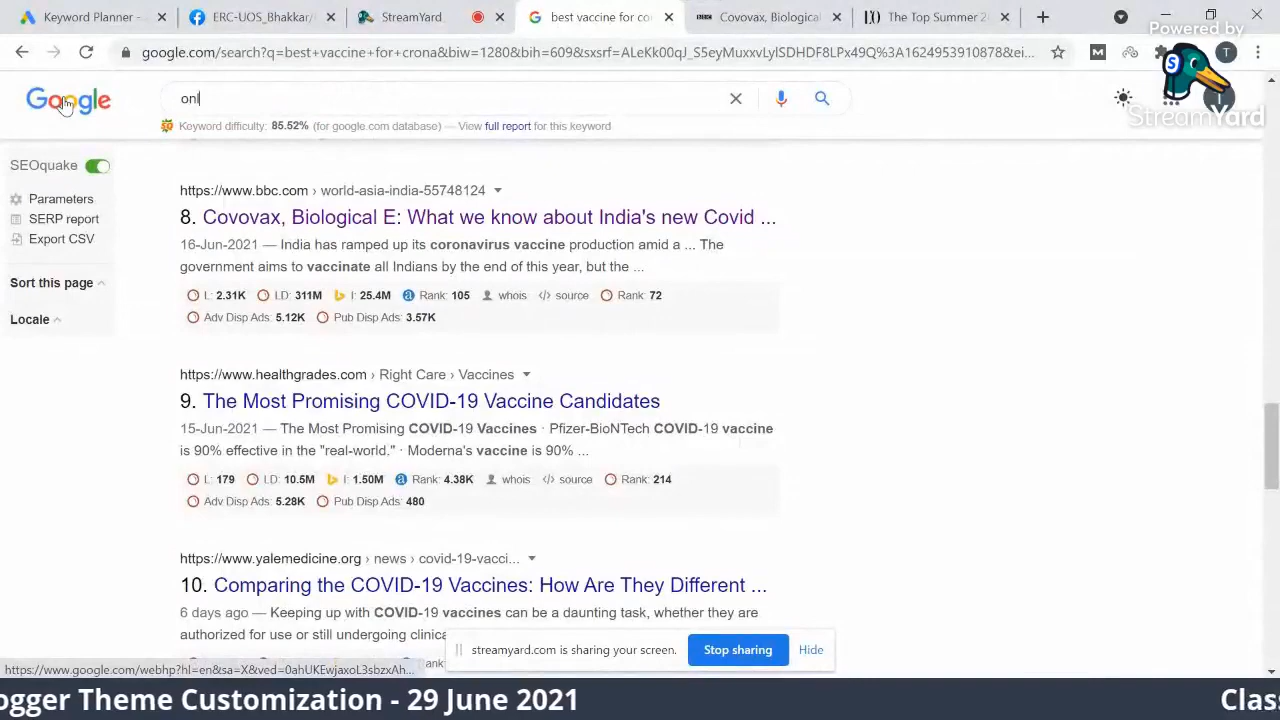 Keyword Planner -
ERC-UOS_Bhakkar/
StreamYard
best vaccine for co
Covovax, Biological
The Top Summer 2
google.com/search?q=best+vaccine+for+crona&biw=1280&bih=609&sxsrf=ALeKk00qJ_S5eyMuxxvLylSDHDF8LPx49Q%3A16249539108788&ei...
Powered by
StreamYard
Google
onl
Keyword difficulty: 85.52% (for google.com database) — View full report for this keyword
SEOquake
Parameters
SERP report
Export CSV
Sort this page
Locale
https://www.bbc.com › world-asia-india-55748124
8. Covovax, Biological E: What we know about India's new Covid ...
16-Jun-2021 — India has ramped up its coronavirus vaccine production amid a ... The
government aims to vaccinate all Indians by the end of this year, but the ...
L: 2.31K LD: 311M I: 25.4M Rank: 105 whois source Rank: 72
Adv Disp Ads: 5.12K Pub Disp Ads: 3.57K
https://www.healthgrades.com › Right Care › Vaccines
9. The Most Promising COVID-19 Vaccine Candidates
15-Jun-2021 — The Most Promising COVID-19 Vaccines · Pfizer-BioNTech COVID-19 vaccine
is 90% effective in the "real-world." · Moderna's vaccine is 90% ...
L: 179 LD: 10.5M I: 1.50M Rank: 4.38K whois source Rank: 214
Adv Disp Ads: 5.28K Pub Disp Ads: 480
https://www.yalemedicine.org › news › covid-19-vacci...
10. Comparing the COVID-19 Vaccines: How Are They Different ...
6 days ago — Keeping up with COVID-19 vaccines can be a daunting task, whether they are
authorized for use or still undergoing clinica
streamyard.com is sharing your screen. Stop sharing Hide
https://www.google.com/webhp?hl=en&sa=X&ved=0ahUKEwjaxoL3sbzxAh...
ogger Theme Customization - 29 June 2021
Clas